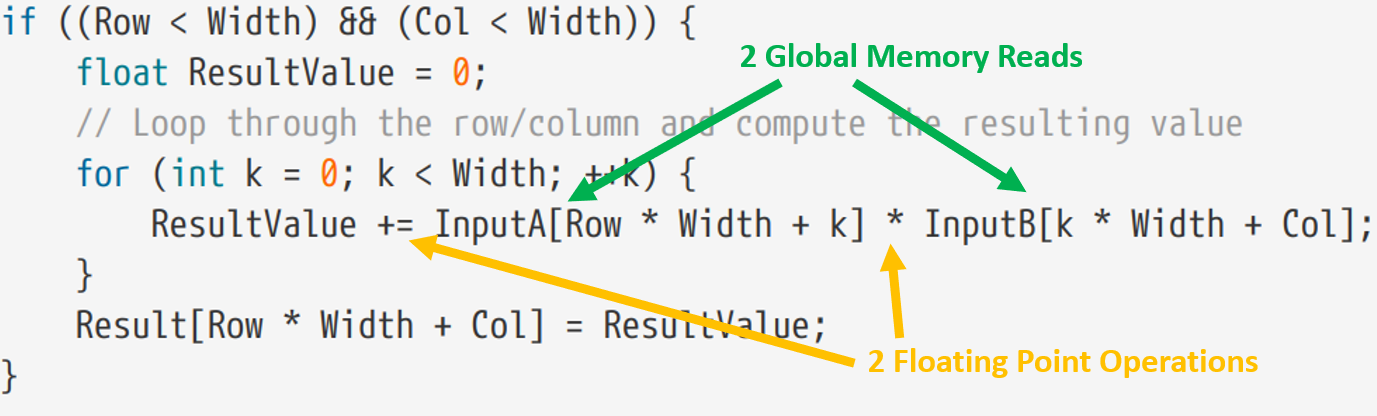 if ((Row < Width) && (Col < Width)) {
2 Global Memory Reads
float ResultValue = 0;
// Loop through the row/column and compute the resulting value
for (int k = 0; k < Width; ++k) {
ResultValue += InputA[Row * Width + k] * InputB[k * Width + Col];
}
Result[Row * Width + Col] = ResultValue;
2 Floating Point Operations
}